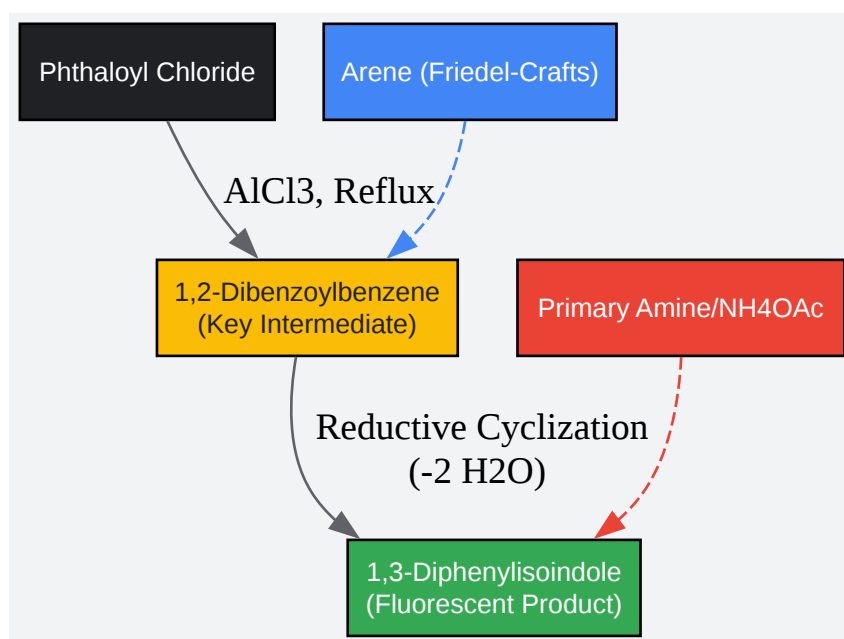 Phthaloyl Chloride
Arene (Friedel-Crafts)
AlCl3, Reflux
1,2-Dibenzoylbenzene
(Key Intermediate)
Primary Amine/NH4OAc
Reductive Cyclization
(-2 H2O)
1,3-Diphenylisoindole
(Fluorescent Product)